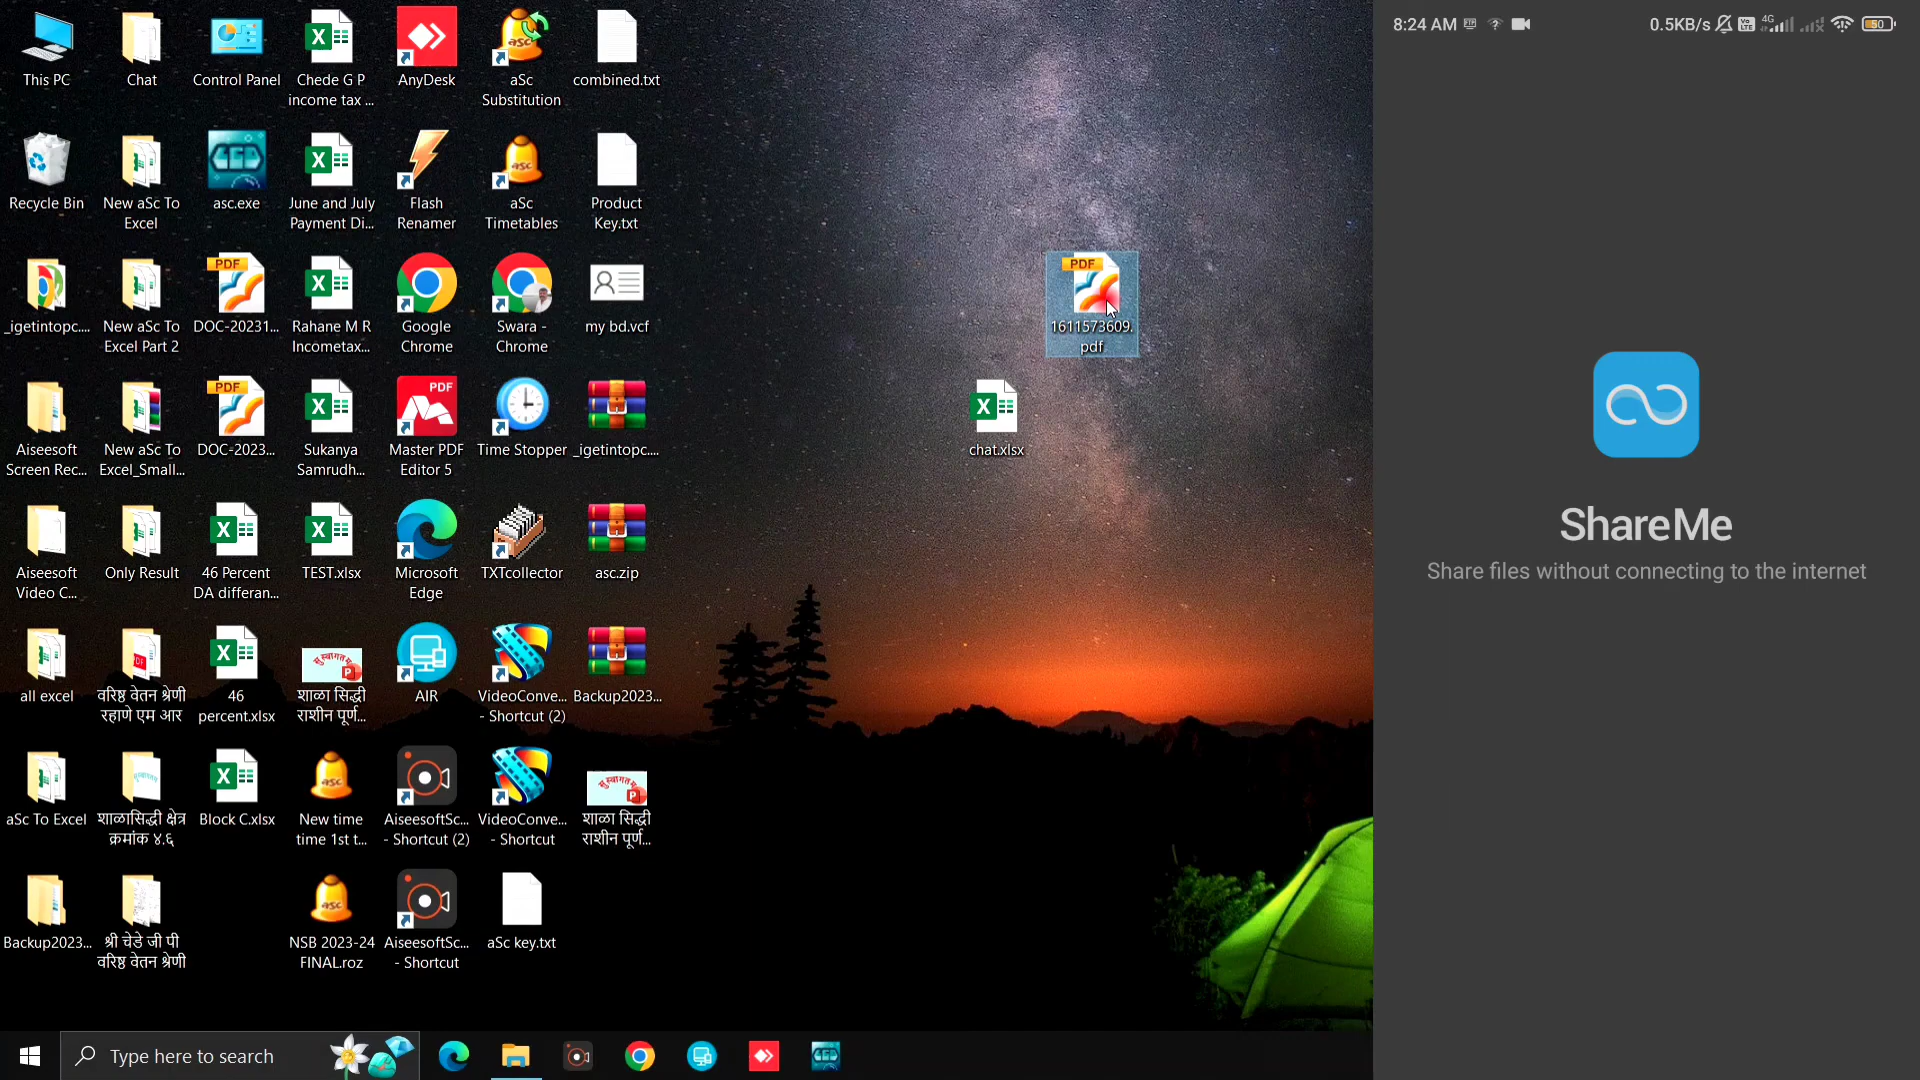 This PC
Chat
Control Panel
Chede G P
income tax ...
AnyDesk
aSc
Substitution
combined.txt
Recycle Bin
New aSc To
Excel
asc.exe
June and July
Payment Di...
Flash
Renamer
aSc
Timetables
Product
Key.txt
_igetintopc....
New aSc To
Excel Part 2
DOC-20231...
Rahane M R
Incometax...
Google
Chrome
Swara -
Chrome
my bd.vcf
1611573609.
pdf
Aiseesoft
Screen Rec...
New aSc To
Excel_Small...
DOC-2023...
Sukanya
Samrudh...
Master PDF
Editor 5
Time Stopper
_igetintopc....
chat.xlsx
Aiseesoft
Video C...
Only Result
46 Percent
DA differan...
TEST.xlsx
Microsoft
Edge
TXTcollector
asc.zip
all excel
वरिष्ठ वेतन श्रेणी
रहाणे एम आर
46
percent.xlsx
शाळा सिद्धी
राशीन पूर्ण...
AIR
VideoConve...
- Shortcut (2)
Backup2023...
aSc To Excel
शाळासिद्धी क्षेत्र
क्रमांक ४.६
Block C.xlsx
New time
time 1st t...
AiseesoftSc...
- Shortcut (2)
VideoConve...
- Shortcut
शाळा सिद्धी
राशीन पूर्ण...
Backup2023...
श्री चेडे जी पी
वरिष्ठ वेतन श्रेणी
NSB 2023-24
FINAL.roz
AiseesoftSc...
- Shortcut
aSc key.txt
Type here to search
8:24 AM
0.5KB/s
4G
50
ShareMe
Share files without connecting to the internet